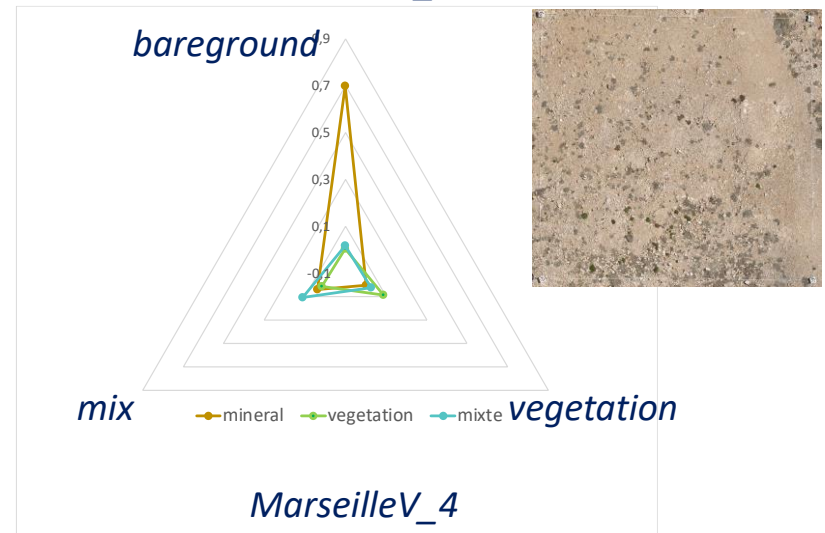 bareground
0,9
0,7
0,5
0,3
0,1
-0,1
mix
mineral vegetation mixte
vegetation
MarseilleV_4